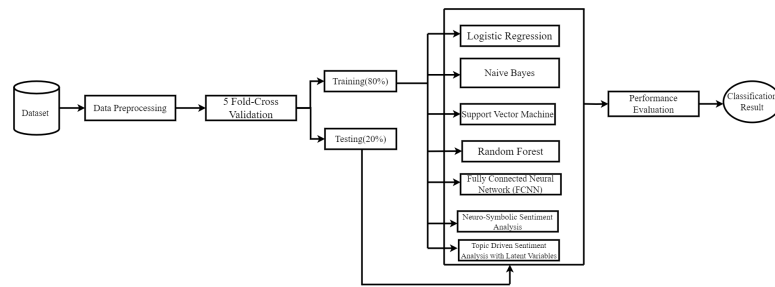 Dataset
Data Preprocessing
5 Fold-Cross
Validation
Training(80%)
Testing(20%)
Logistic Regression
Naive Bayes
Support Vector Machine
Random Forest
Fully Connected Neural
Network (FCNN)
Neuro-Symbolic Sentiment
Analysis
Topic Driven Sentiment
Analysis with Latent Variables
Performance
Evaluation
Classification
Result